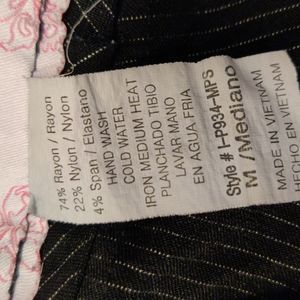 74% Rayon / Rayon
22% Nylon / Nylon
4% Span / Elastano
HAND WASH
COLD WATER
IRON MEDIUM HEAT
PLANCHADO TIBIO
LAVAR MANO
EN AGUA FRIA
Style # I-P934-MPS
M / Mediano
MADE IN VIETNAM
HECHO EN VIETNAM